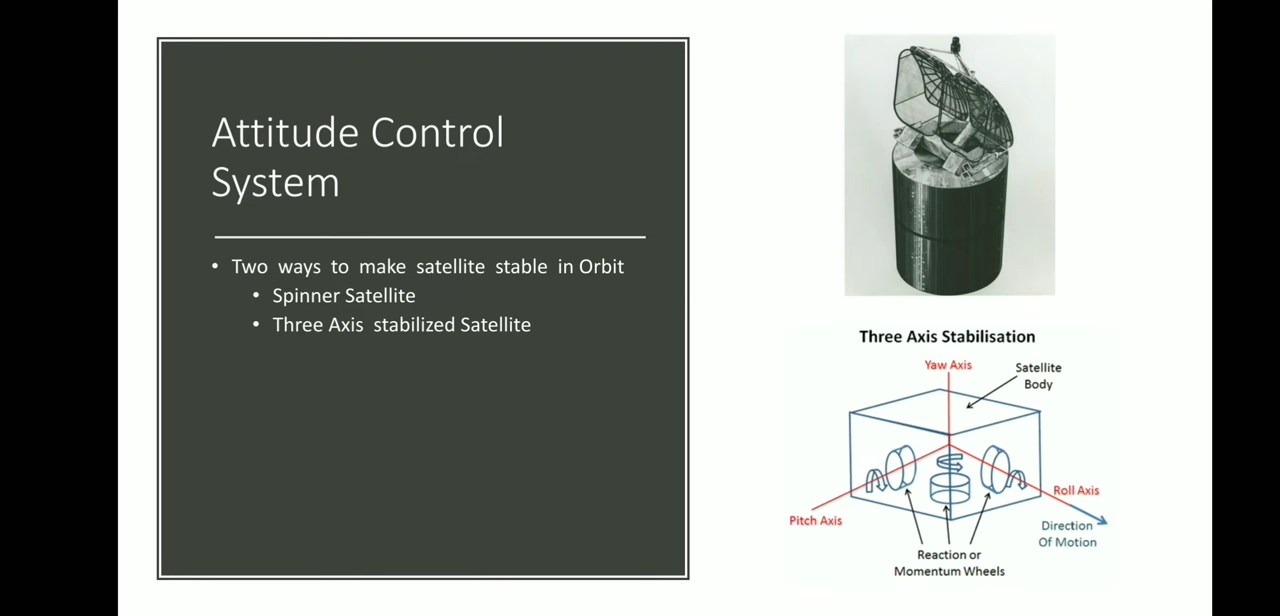 Attitude Control
System
• Two ways to make satellite stable in Orbit
• Spinner Satellite
• Three Axis stabilized Satellite
Three Axis Stabilisation
Yaw Axis
Satellite
Body
Roll Axis
Pitch Axis
Direction
Of Motion
Reaction or
Momentum Wheels